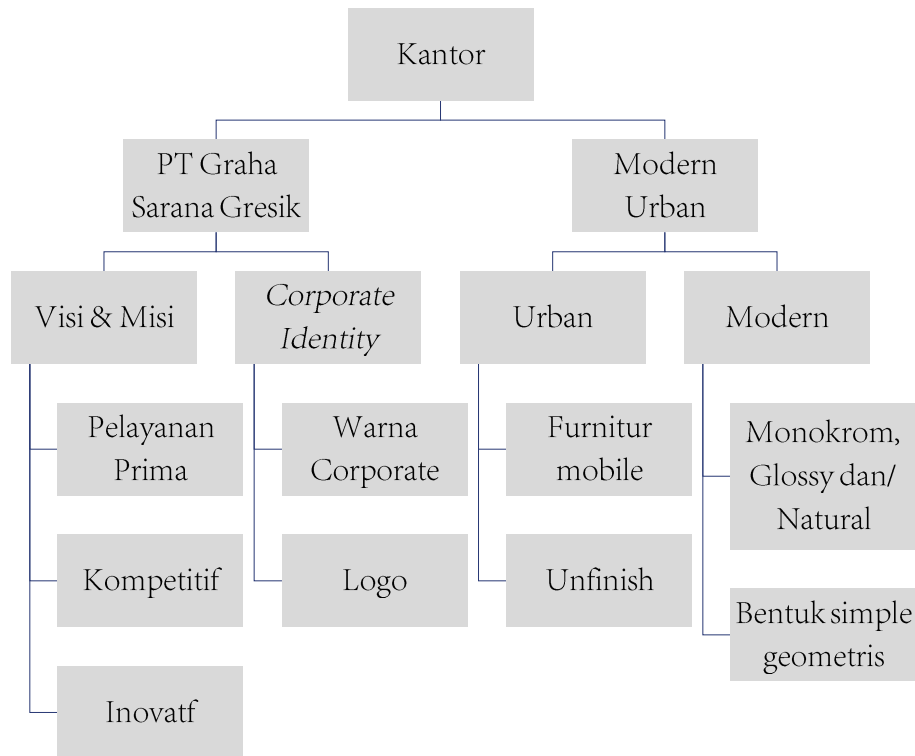 Kantor
PT Graha
Sarana Gresik
Modern
Urban
Visi & Misi
Corporate
Identity
Urban
Modern
Pelayanan
Prima
Kompetitif
Inovatf
Warna
Corporate
Logo
Furnitur
mobile
Unfinish
Monokrom,
Glossy dan/
Natural
Bentuk simple
geometris